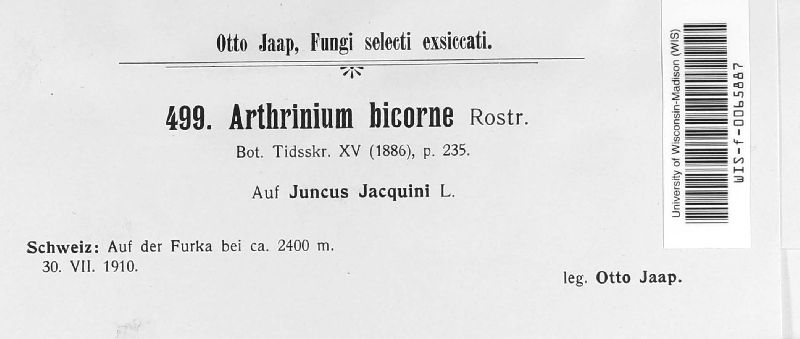 Otto Jaap, Fungi selecti exsiccati.
499. Arthrinium bicorne Rostr.
Bot. Tidsskr. XV (1886), p. 235.
Auf Juncus Jacquini L.
Schweiz: Auf der Furka bei ca. 2400 m.
30. VII. 1910.
leg. Otto Jaap.
University of Wisconsin-Madison (WIS)
WIS-f-0065887